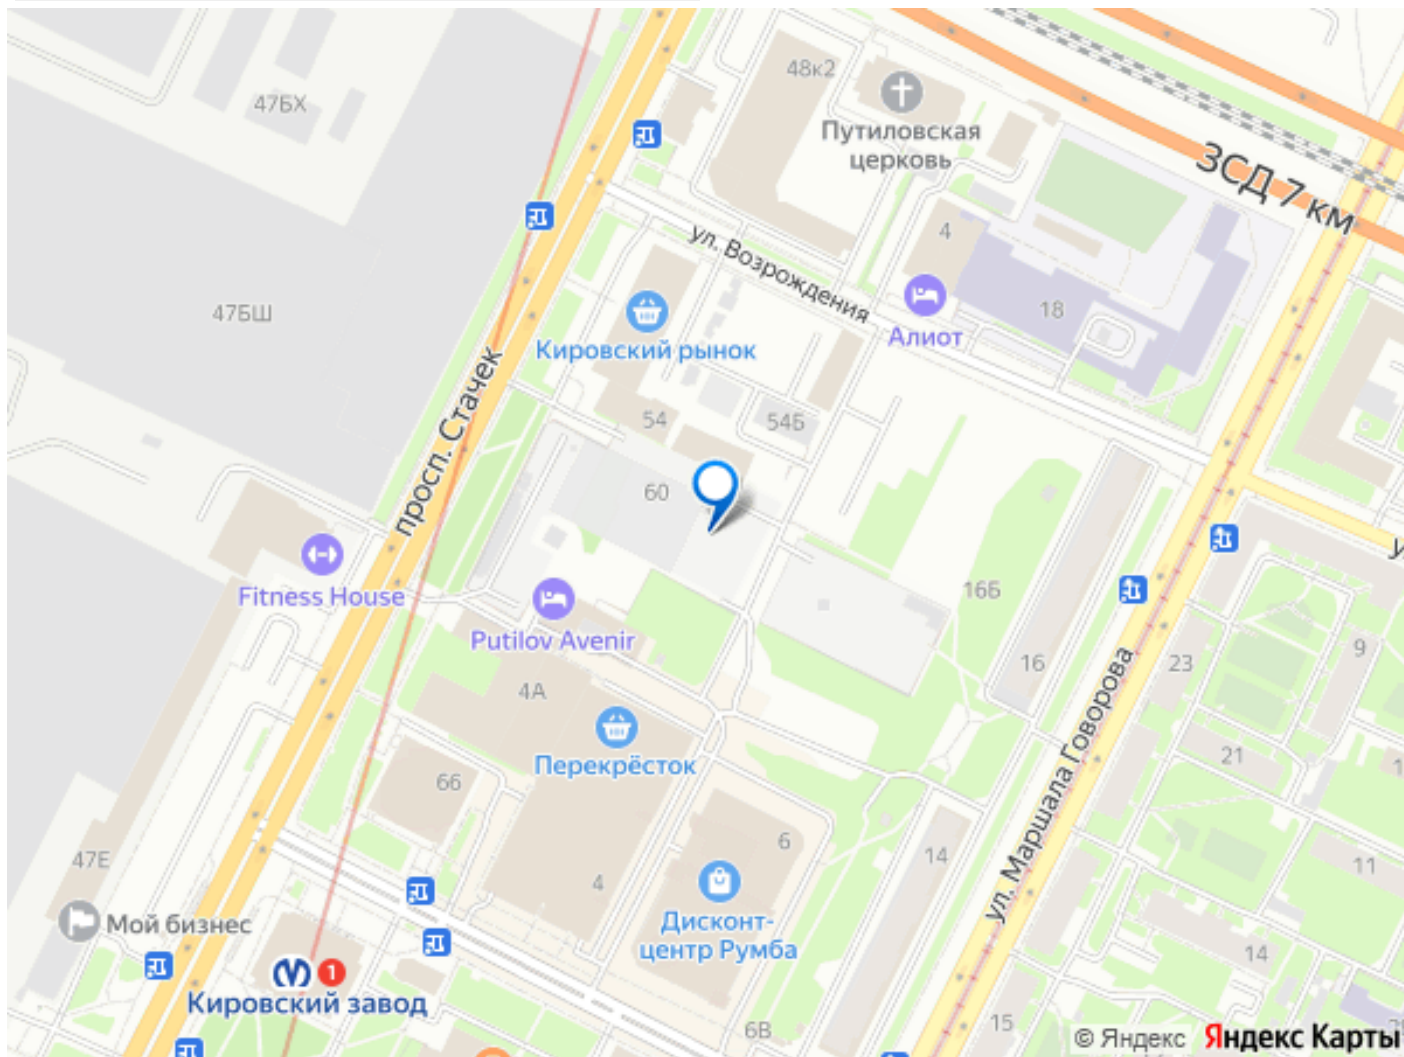 48к2
47БХ
Путиловская
церковь
ЗСД 7 км
4
ул. Возрождения
18
47БШ
Алиот
Кировский рынок
просп. Стачек
54
54Б
60
Fitness House
16Б
Putilov Avenir
16
23
9
4А
ул. Маршала Говорова
Перекрёсток
21
66
6
14
47Е
11
4
Мой бизнес
Дисконт-
центр Румба
14
1
Кировский завод
15
6В
© Яндекс Яндекс Карты